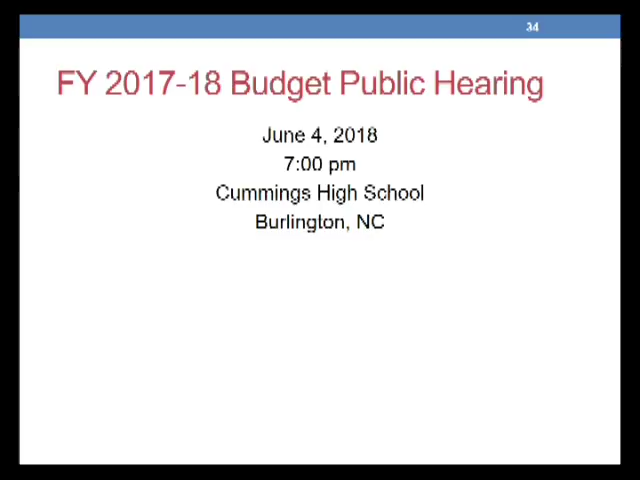 34
FY 2017-18 Budget Public Hearing
June 4, 2018
7:00 pm
Cummings High School
Burlington, NC